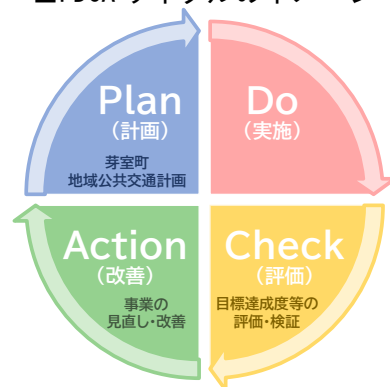 Plan
(計画)
芽室町
地域公共交通計画
Do
(実施)
Action
(改善)
事業の
見直し・改善
Check
(評価)
目標達成度等の
評価・検証